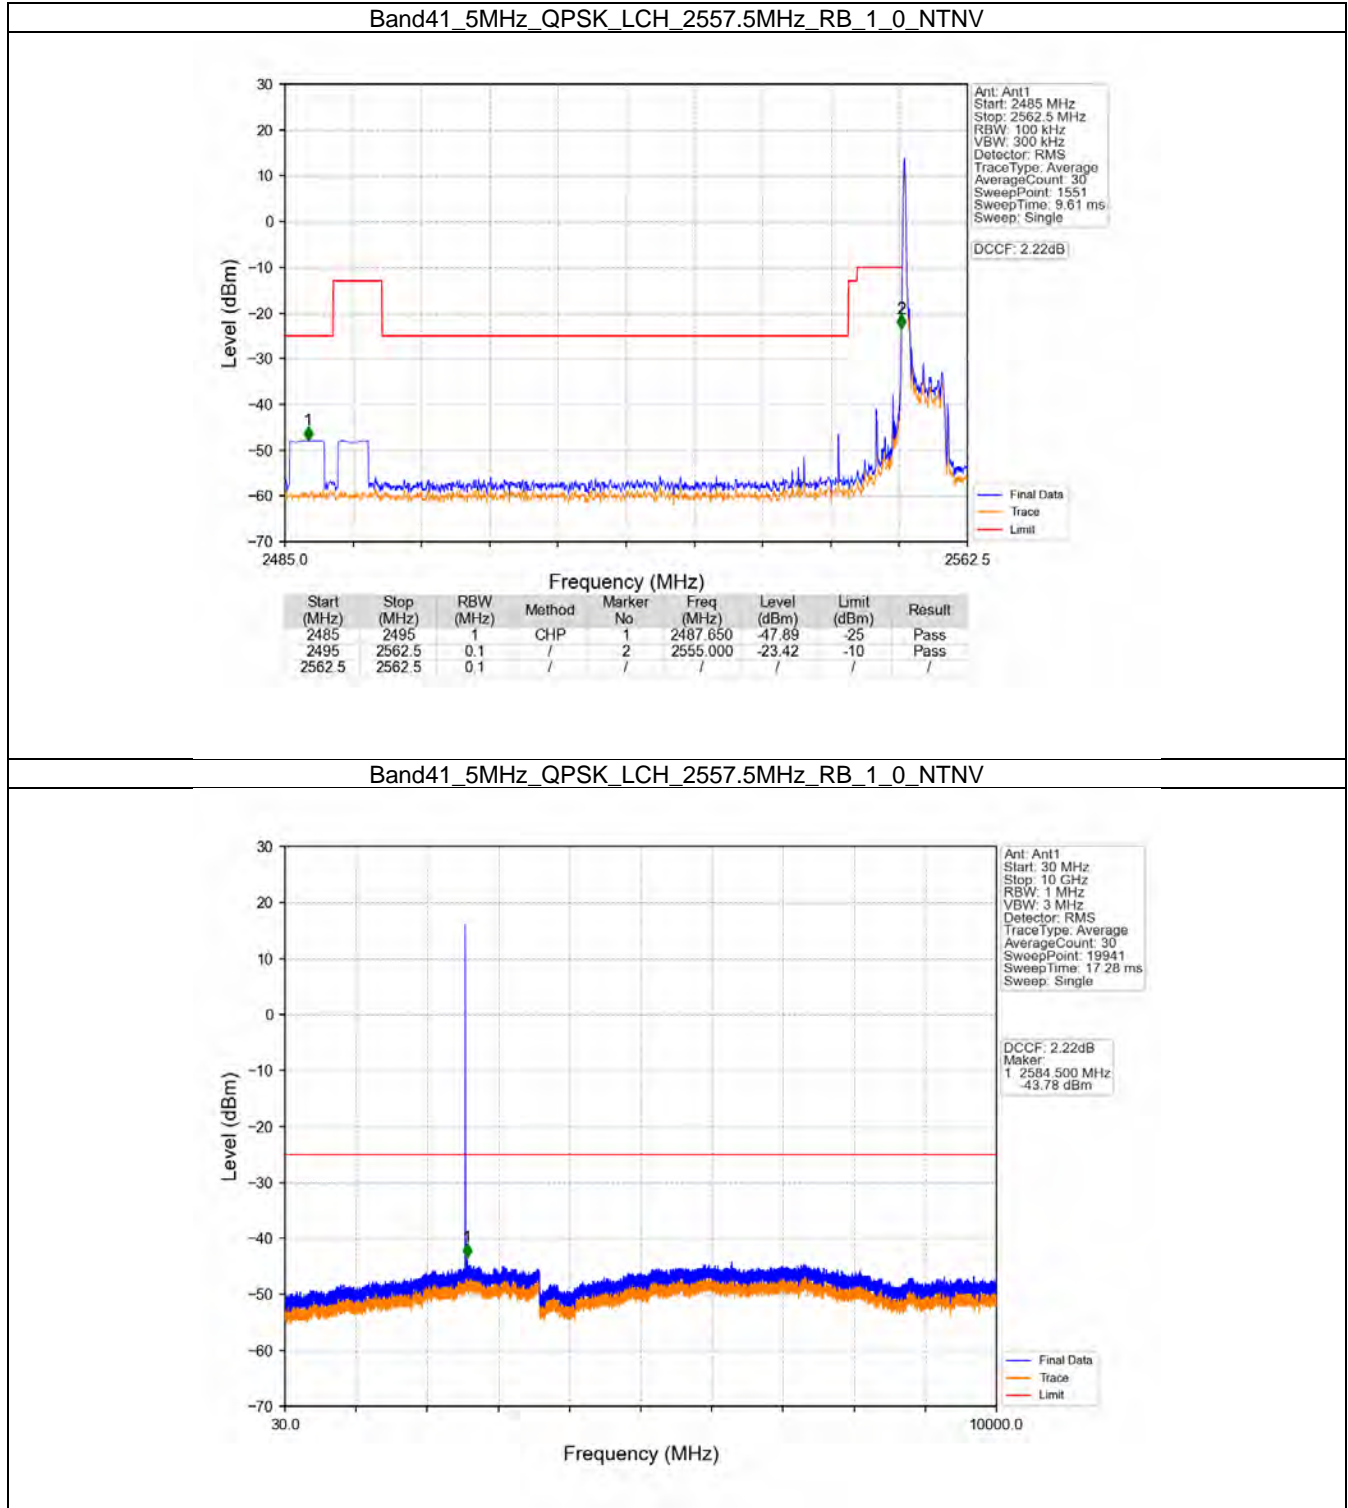 Band41_5MHz_QPSK_LCH_2557.5MHz_RB_1_0_NTNV
30
20
10
0
−10
−20
−30
−40
−50
−60
−70
Level (dBm)
1
2
2485.0
2562.5
Frequency (MHz)
Ant: Ant1
Start: 2485 MHz
Stop: 2562.5 MHz
RBW: 100 kHz
VBW: 300 kHz
Detector: RMS
TraceType: Average
AverageCount: 30
SweepPoint: 1551
SweepTime: 9.61 ms
Sweep: Single
DCCF: 2.22dB
Final Data
Trace
Limit
Start (MHz) Stop (MHz) RBW (MHz) Method Marker No Freq (MHz) Level (dBm) Limit (dBm) Result
2485 2495 1 CHP 1 2487.650 -47.89 -25 Pass
2495 2562.5 0.1 / 2 2555.000 -23.42 -10 Pass
2562.5 2562.5 0.1 / / / / / /
Band41_5MHz_QPSK_LCH_2557.5MHz_RB_1_0_NTNV
30
20
10
0
−10
−20
−30
−40
−50
−60
−70
Level (dBm)
1
30.0
10000.0
Frequency (MHz)
Ant: Ant1
Start: 30 MHz
Stop: 10 GHz
RBW: 1 MHz
VBW: 3 MHz
Detector: RMS
TraceType: Average
AverageCount: 30
SweepPoint: 19941
SweepTime: 17.28 ms
Sweep: Single
DCCF: 2.22dB
Maker:
1 2584.500 MHz
-43.78 dBm
Final Data
Trace
Limit